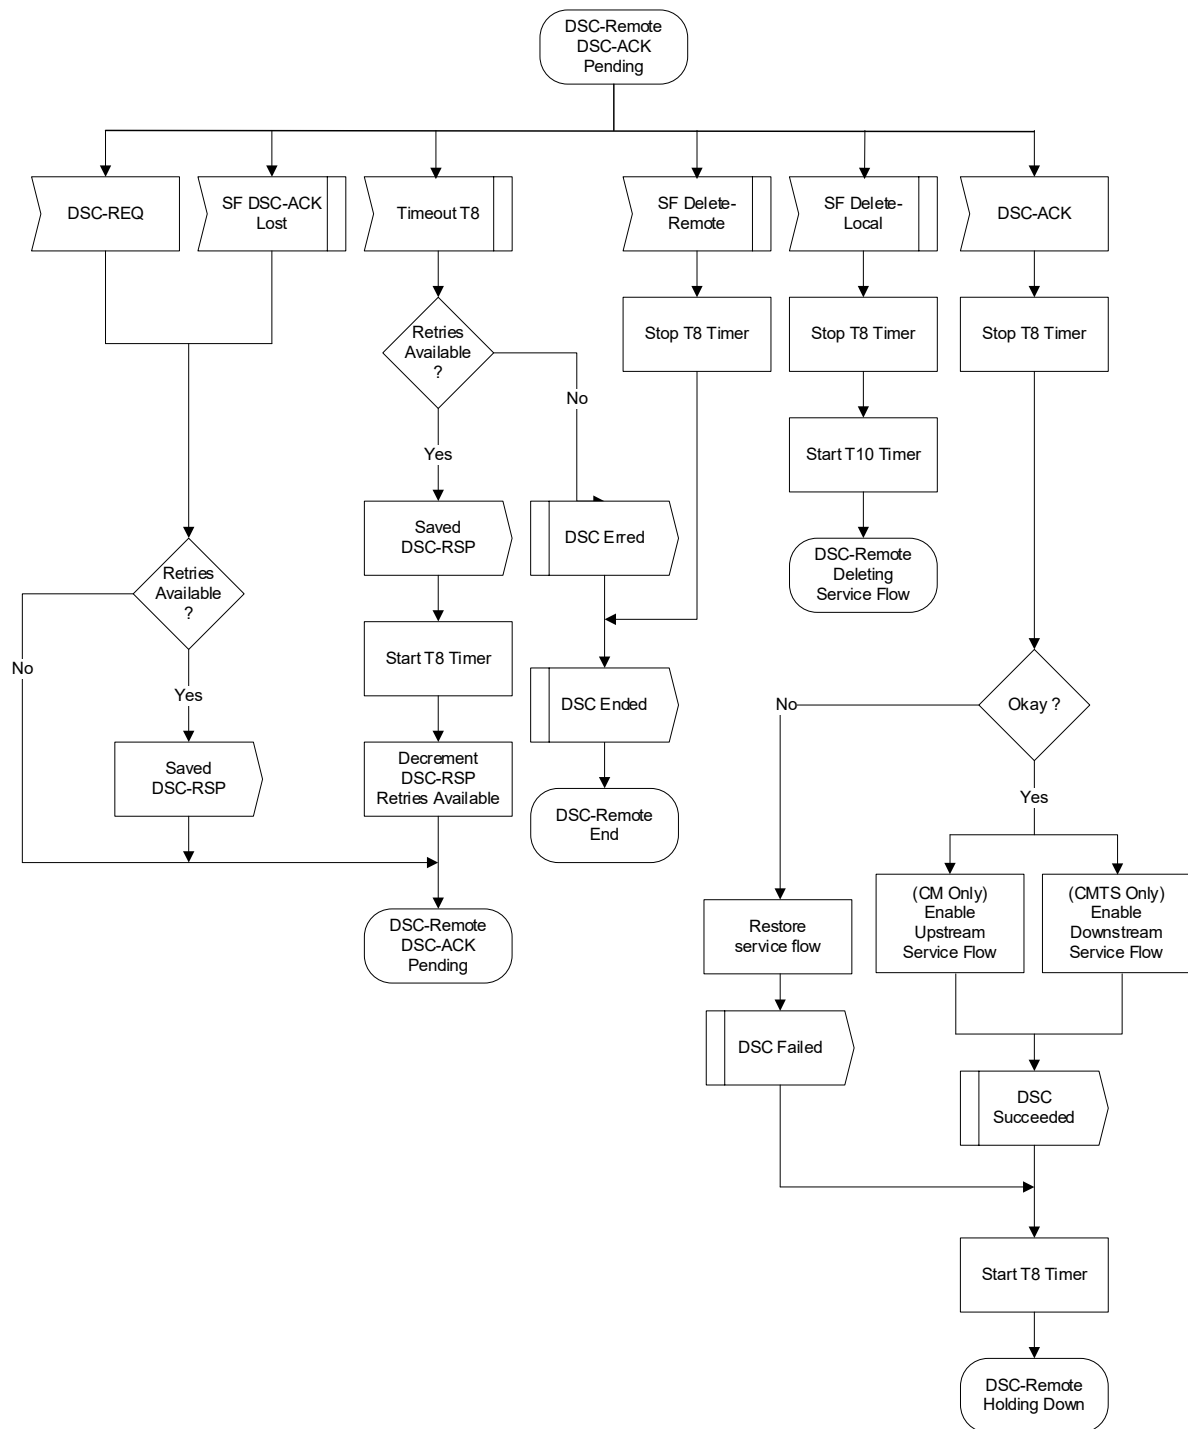 DSC-Remote
DSC-ACK
Pending
DSC-REQ
SF DSC-ACK
Lost
Timeout T8
SF Delete-
Remote
SF Delete-
Local
DSC-ACK
Retries
Available
?
Stop T8 Timer
Stop T8 Timer
Stop T8 Timer
No
Yes
Start T10 Timer
Saved
DSC-RSP
DSC Erred
DSC-Remote
Deleting
Service Flow
Retries
Available
?
Start T8 Timer
No
Yes
DSC Ended
No
Okay ?
Saved
DSC-RSP
Decrement
DSC-RSP
Retries Available
DSC-Remote
End
Yes
DSC-Remote
DSC-ACK
Pending
Restore
service flow
(CM Only)
Enable
Upstream
Service Flow
(CMTS Only)
Enable
Downstream
Service Flow
DSC Failed
DSC
Succeeded
Start T8 Timer
DSC-Remote
Holding Down